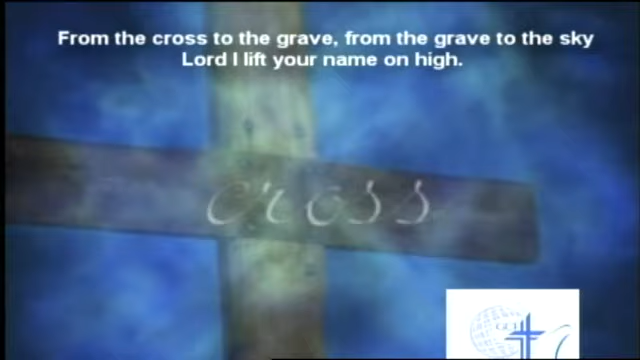 From the cross to the grave, from the grave to the sky
Lord I lift your name on high.
cross